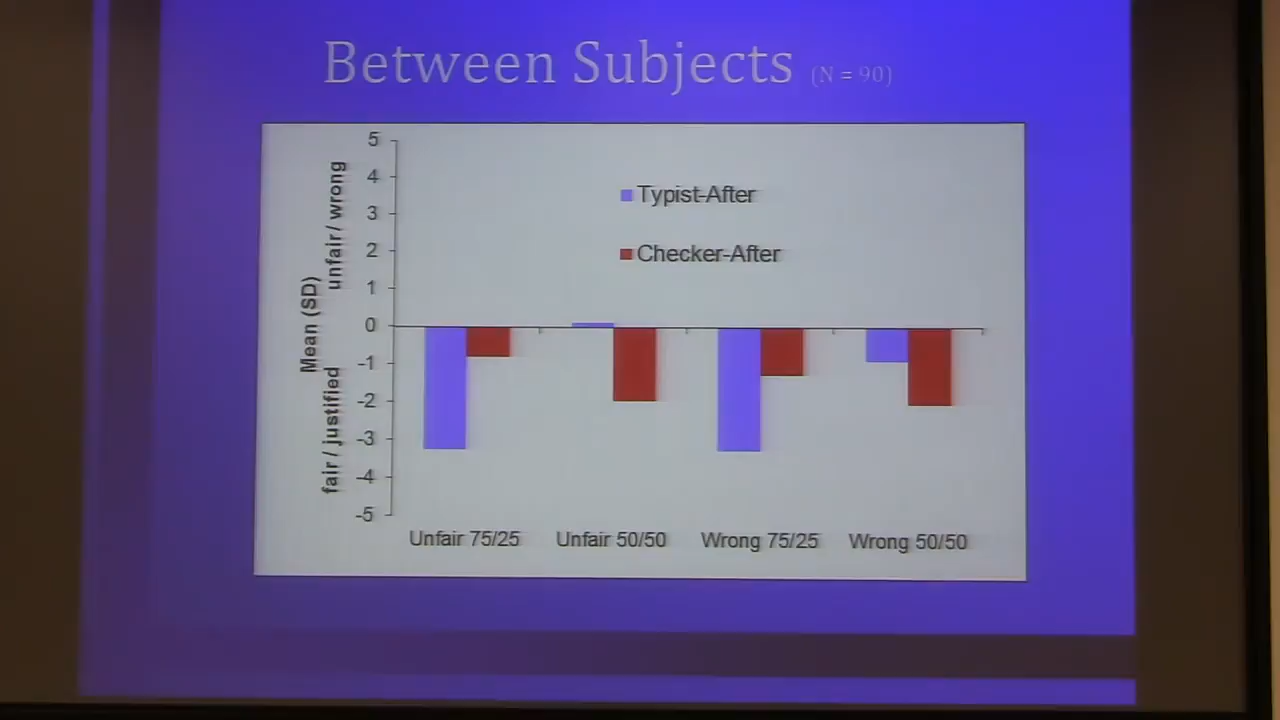 Between Subjects (N = 90)
5
4
3
2
1
0
-1
-2
-3
-4
-5
unfair / wrong
Mean (SD)
fair / justified
Typist-After
Checker-After
Unfair 75/25
Unfair 50/50
Wrong 75/25
Wrong 50/50